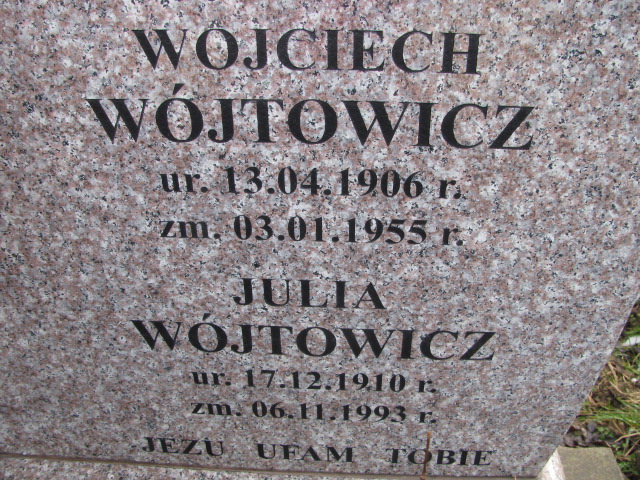 WOJCIECH
WÓJTOWICZ
ur. 13.04.1906 r.
zm. 03.01.1955 r.
JULIA
WÓJTOWICZ
ur. 17.12.1910 r.
zm. 06.11.1993 r.
JEZU UFAM TOBIE